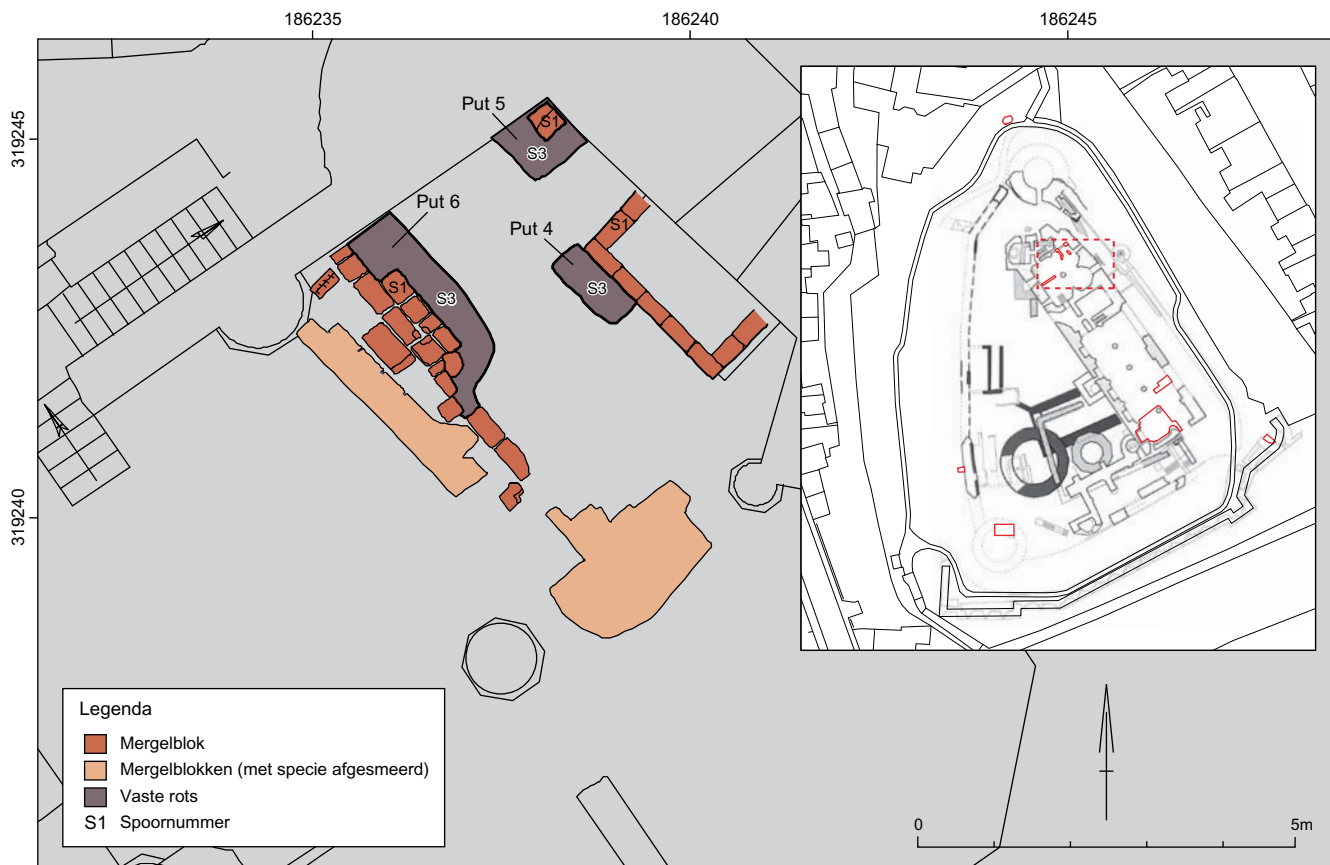 186235
186240
186245
319245
319240
Put 5
S1
S3
Put 6
Put 4
S1
S1
S3
S3
Legenda
Mergelblok
Mergelblokken (met specie afgesmeerd)
Vaste rots
S1 Spoornummer
0 5m